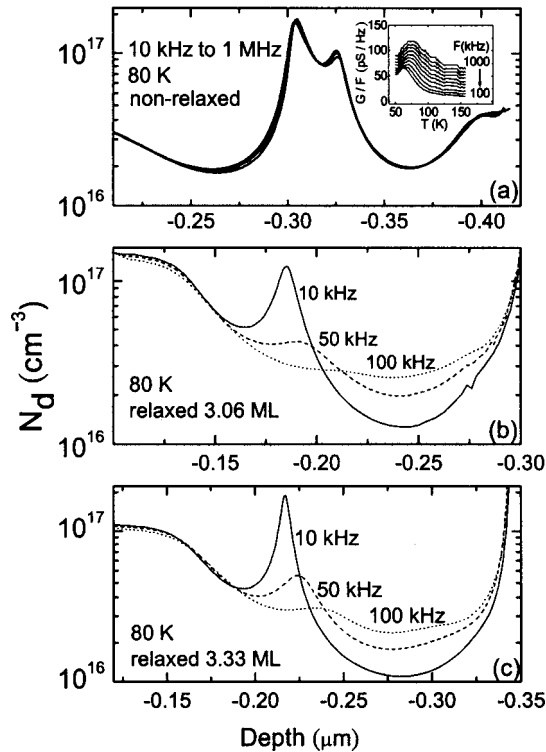 10 kHz to 1 MHz
80 K
non-relaxed
150
100
50
0
G / F (pS / Hz)
50 100 150
T (K)
F(kHz)
1000
100
10^17
10^16
(a)
-0.25 -0.30 -0.35 -0.40
N_d (cm^−3)
10^17
10^16
10 kHz
50 kHz
100 kHz
80 K
relaxed 3.06 ML
(b)
-0.15 -0.20 -0.25 -0.30
10^17
10^16
10 kHz
50 kHz
100 kHz
80 K
relaxed 3.33 ML
(c)
-0.15 -0.20 -0.25 -0.30 -0.35
Depth (μm)